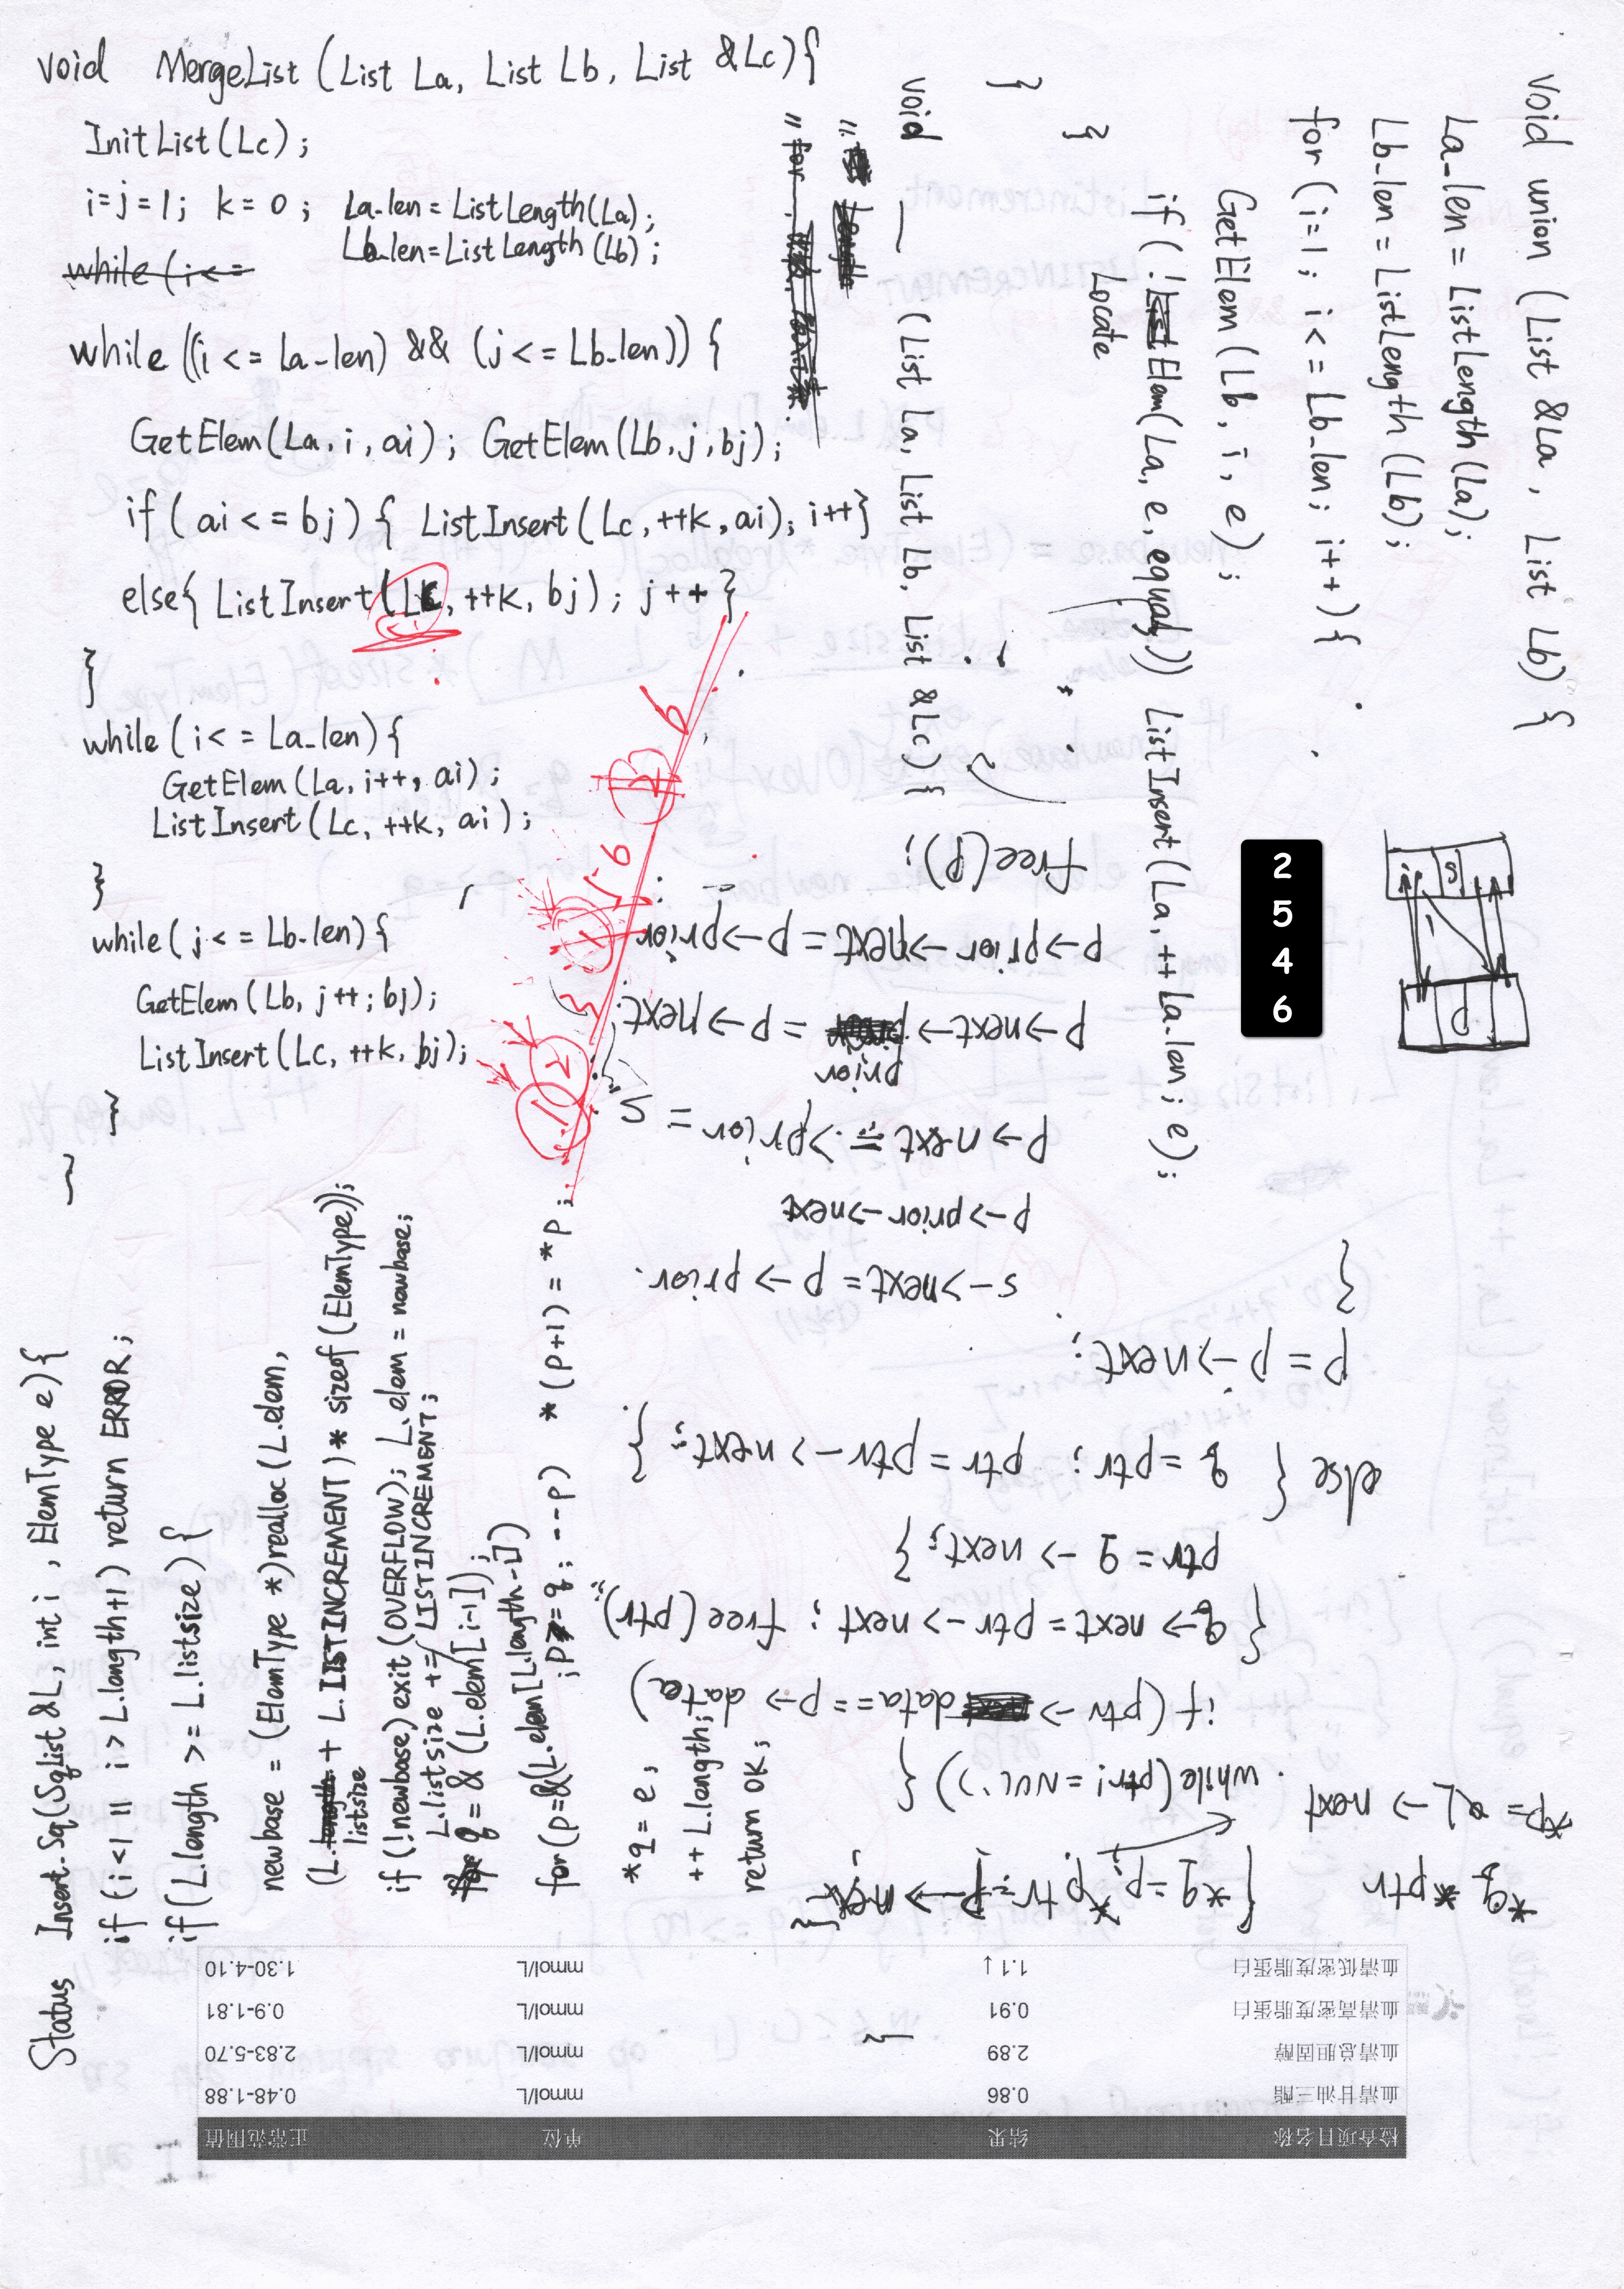 void MergeList (List La, List Lb, List &Lc) {
InitList(Lc);
i=j=1; k=0; La_len=ListLength(La);
Lb_len=ListLength(Lb);
while (i<=
while ((i<=La_len) && (j<=Lb_len)) {
GetElem(La, i, ai); GetElem(Lb, j, bj);
if (ai<=bj) { ListInsert(Lc, ++k, ai); i++}
else{ ListInsert(Lc, ++k, bj); j++}
}
while (i<=La_len) {
GetElem(La, i++, ai);
ListInsert(Lc, ++k, ai);
}
while (j<=Lb_len) {
GetElem(Lb, j++; bj);
ListInsert(Lc, ++k, bj);
}
}
void union (List &La, List Lb) {
La_len = ListLength(La);
Lb_len = ListLength(Lb);
for (i=1; i<=Lb_len; i++) {
GetElem(Lb, i, e);
if (!ListElem(La, e, equal)) ListInsert(La, ++La_len; e);
Locate
}
}
void — (List La, List Lb, List &Lc) {
2
5
4
6
Status Insert_Sq(Sqlist &L, int i, ElemType e) {
if (i<1 || i>L.length+1) return ERROR;
if (L.length >= L.listsize) {
newbase = (ElemType *)realloc(L.elem,
(L.length + L.LISTINCREMENT) * sizeof(ElemType));
listsize
if (!newbase) exit(OVERFLOW); L.elem = newbase;
L.listsize += LISTINCREMENT;
q = &(L.elem[i-1]);
for (p=&(L.elem[L.length-1]) ; p>=q; --p) *(p+1) = *p;
*q = e;
++L.length;
return OK;
*q *ptr
*p = L->next
{*q=p; *ptr=p->next
while (ptr!=NULL) {
if (ptr->data==p->data)
{ q->next = ptr->next; free(ptr);
ptr = q->next; }
else { q=ptr; ptr=ptr->next; }
p=p->next;
}
s->next = p->prior.
p->prior->next
p->next = ->prior = s
p->next->prior = p->next;
p->prior->next = p->prior
free(p);
检查项目名称 结果 单位 正常范围值
血清甘油三酯 0.86 mmol/L 0.48-1.88
血清总胆固醇 2.89 mmol/L 2.83-5.70
血清高密度脂蛋白 0.91 mmol/L 0.9-1.81
血清低密度脂蛋白 1.1↓ mmol/L 1.30-4.10